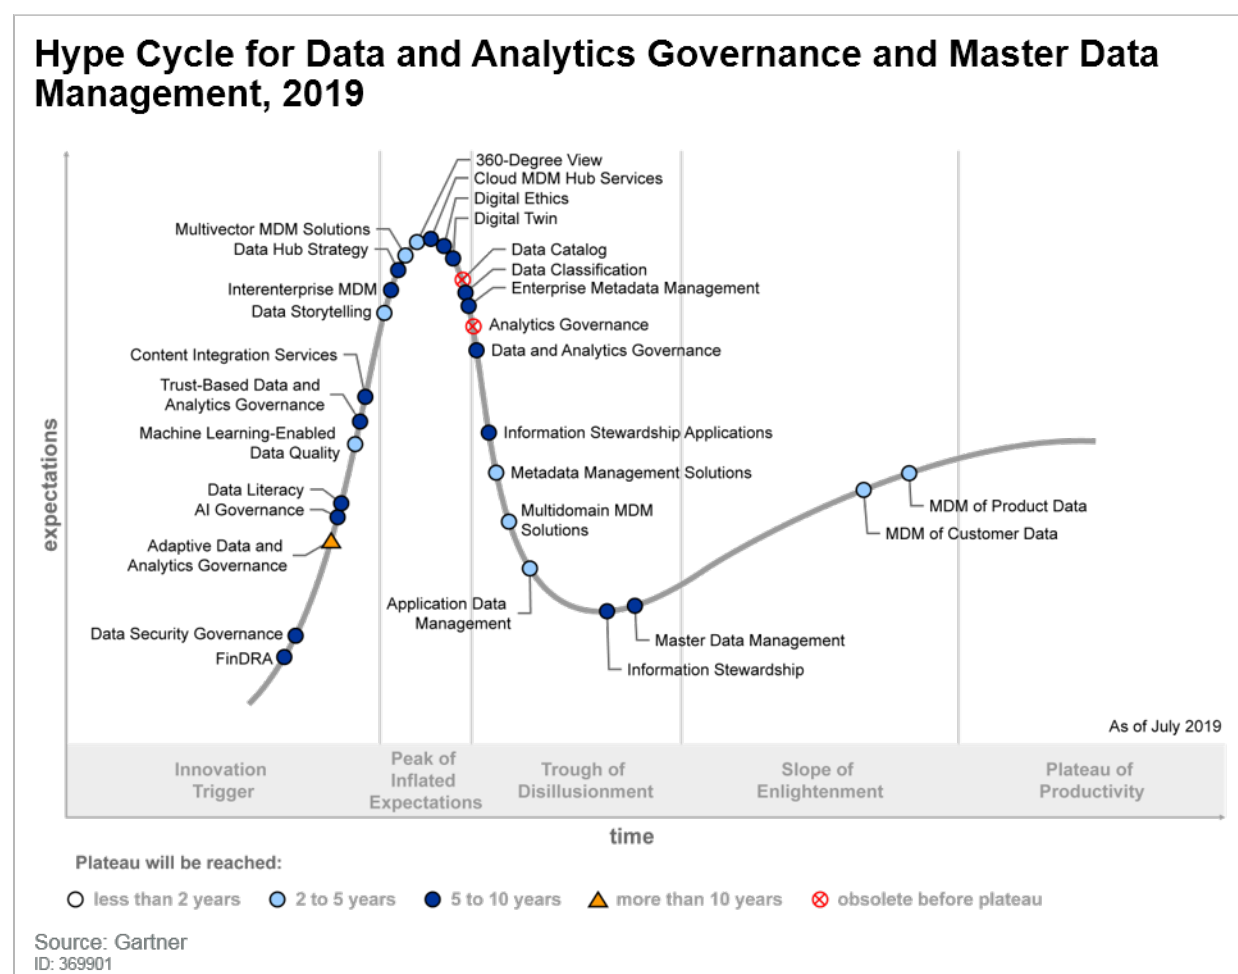 Hype Cycle for Data and Analytics Governance and Master Data
Management, 2019
360-Degree View
Cloud MDM Hub Services
Digital Ethics
Digital Twin
Multivector MDM Solutions
Data Hub Strategy
Data Catalog
Data Classification
Enterprise Metadata Management
Interenterprise MDM
Data Storytelling
Analytics Governance
Data and Analytics Governance
Content Integration Services
Trust-Based Data and
Analytics Governance
Machine Learning-Enabled
Data Quality
Information Stewardship Applications
Metadata Management Solutions
Data Literacy
AI Governance
Multidomain MDM
Solutions
MDM of Product Data
MDM of Customer Data
Adaptive Data and
Analytics Governance
Application Data
Management
Data Security Governance
FinDRA
Master Data Management
Information Stewardship
expectations
As of July 2019
Innovation
Trigger
Peak of
Inflated
Expectations
Trough of
Disillusionment
Slope of
Enlightenment
Plateau of
Productivity
time
Plateau will be reached:
less than 2 years
2 to 5 years
5 to 10 years
more than 10 years
obsolete before plateau
Source: Gartner
ID: 369901